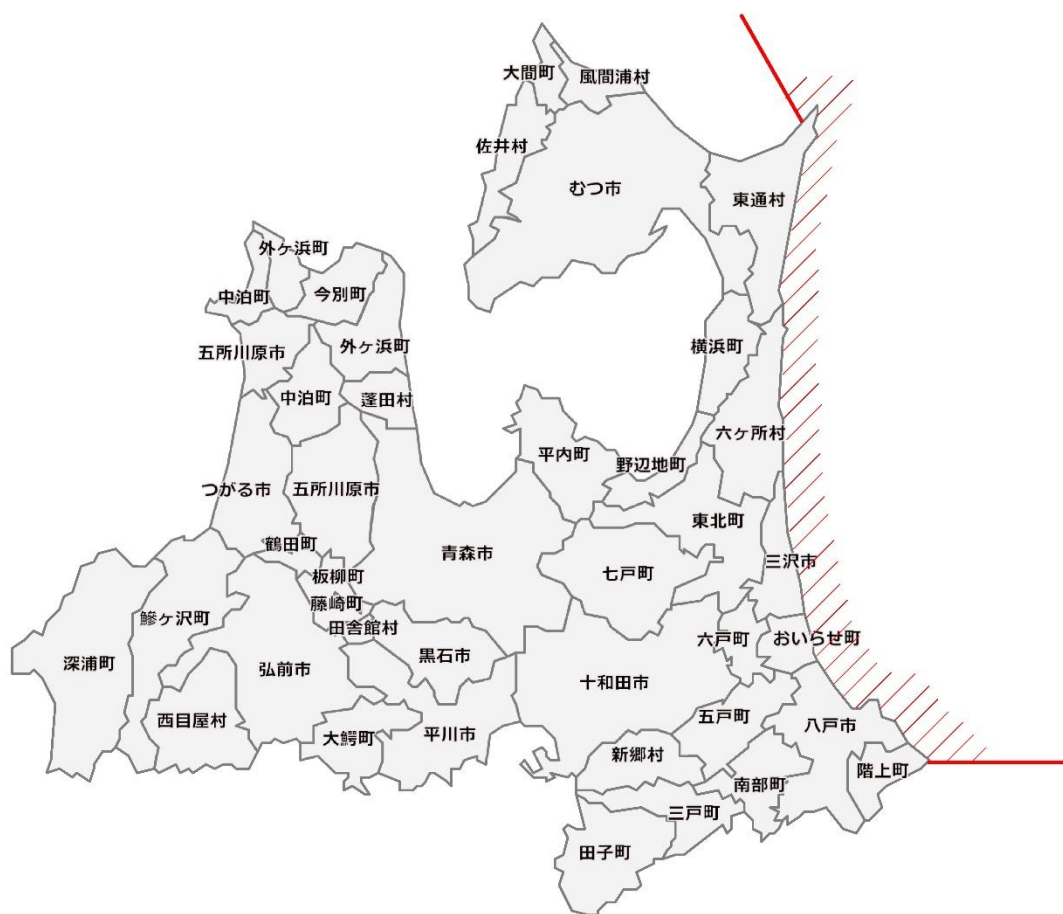 大間町
風間浦村
佐井村
むつ市
東通村
外ヶ浜町
中泊町
今別町
五所川原市
外ヶ浜町
横浜町
中泊町
蓬田村
六ヶ所村
平内町
野辺地町
つがる市
五所川原市
東北町
鶴田町
青森市
三沢市
板柳町
七戸町
藤崎町
鰺ヶ沢町
田舎館村
六戸町
おいらせ町
深浦町
弘前市
黒石市
十和田市
西目屋村
五戸町
八戸市
大鰐町
平川市
新郷村
階上町
南部町
三戸町
田子町